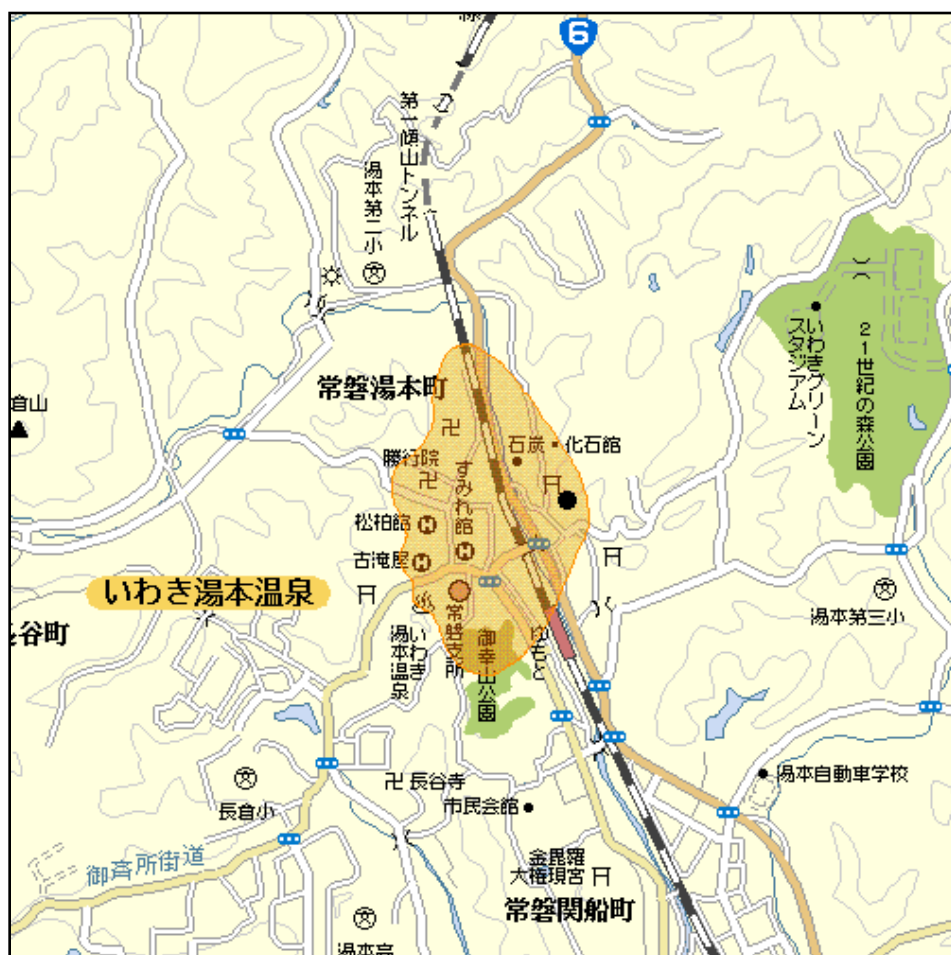 6
第一傾山トンネル
湯本第二小
いわきグリーン
スタジアム
21世紀の森公園
常磐湯本町
倉山
石炭・化石館
勝行院
すみれ館
松柏館
古滝屋
いわき湯本温泉
湯本第三小
長谷町
いわき
湯本温泉
常磐支所
御幸山公園
ゆもと
湯本自動車学校
長倉小
卍長谷寺
市民会館
御斉所街道
金毘羅
大権現宮
常磐関船町
湯本高